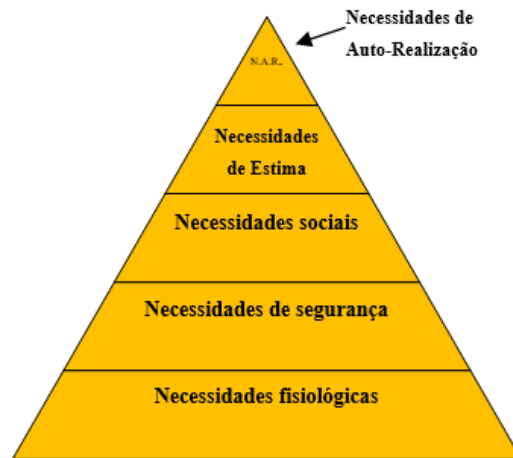 Necessidades de
Auto-Realização
N.A.R.
Necessidades
de Estima
Necessidades sociais
Necessidades de segurança
Necessidades fisiológicas